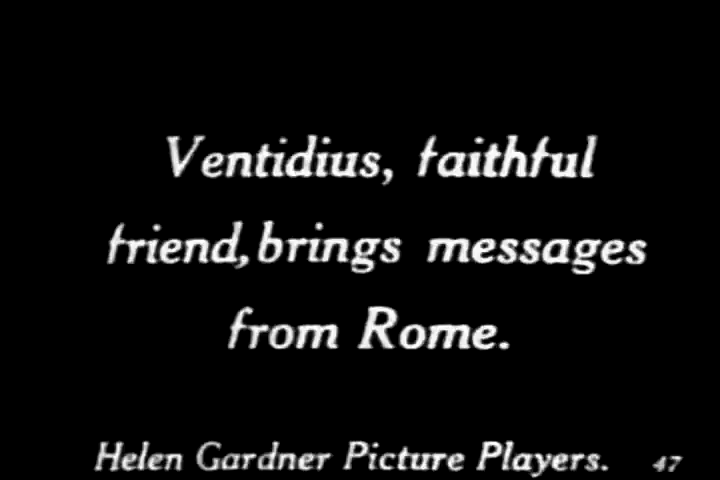 Ventidius, faithful
friend, brings messages
from Rome.
Helen Gardner Picture Players. 47